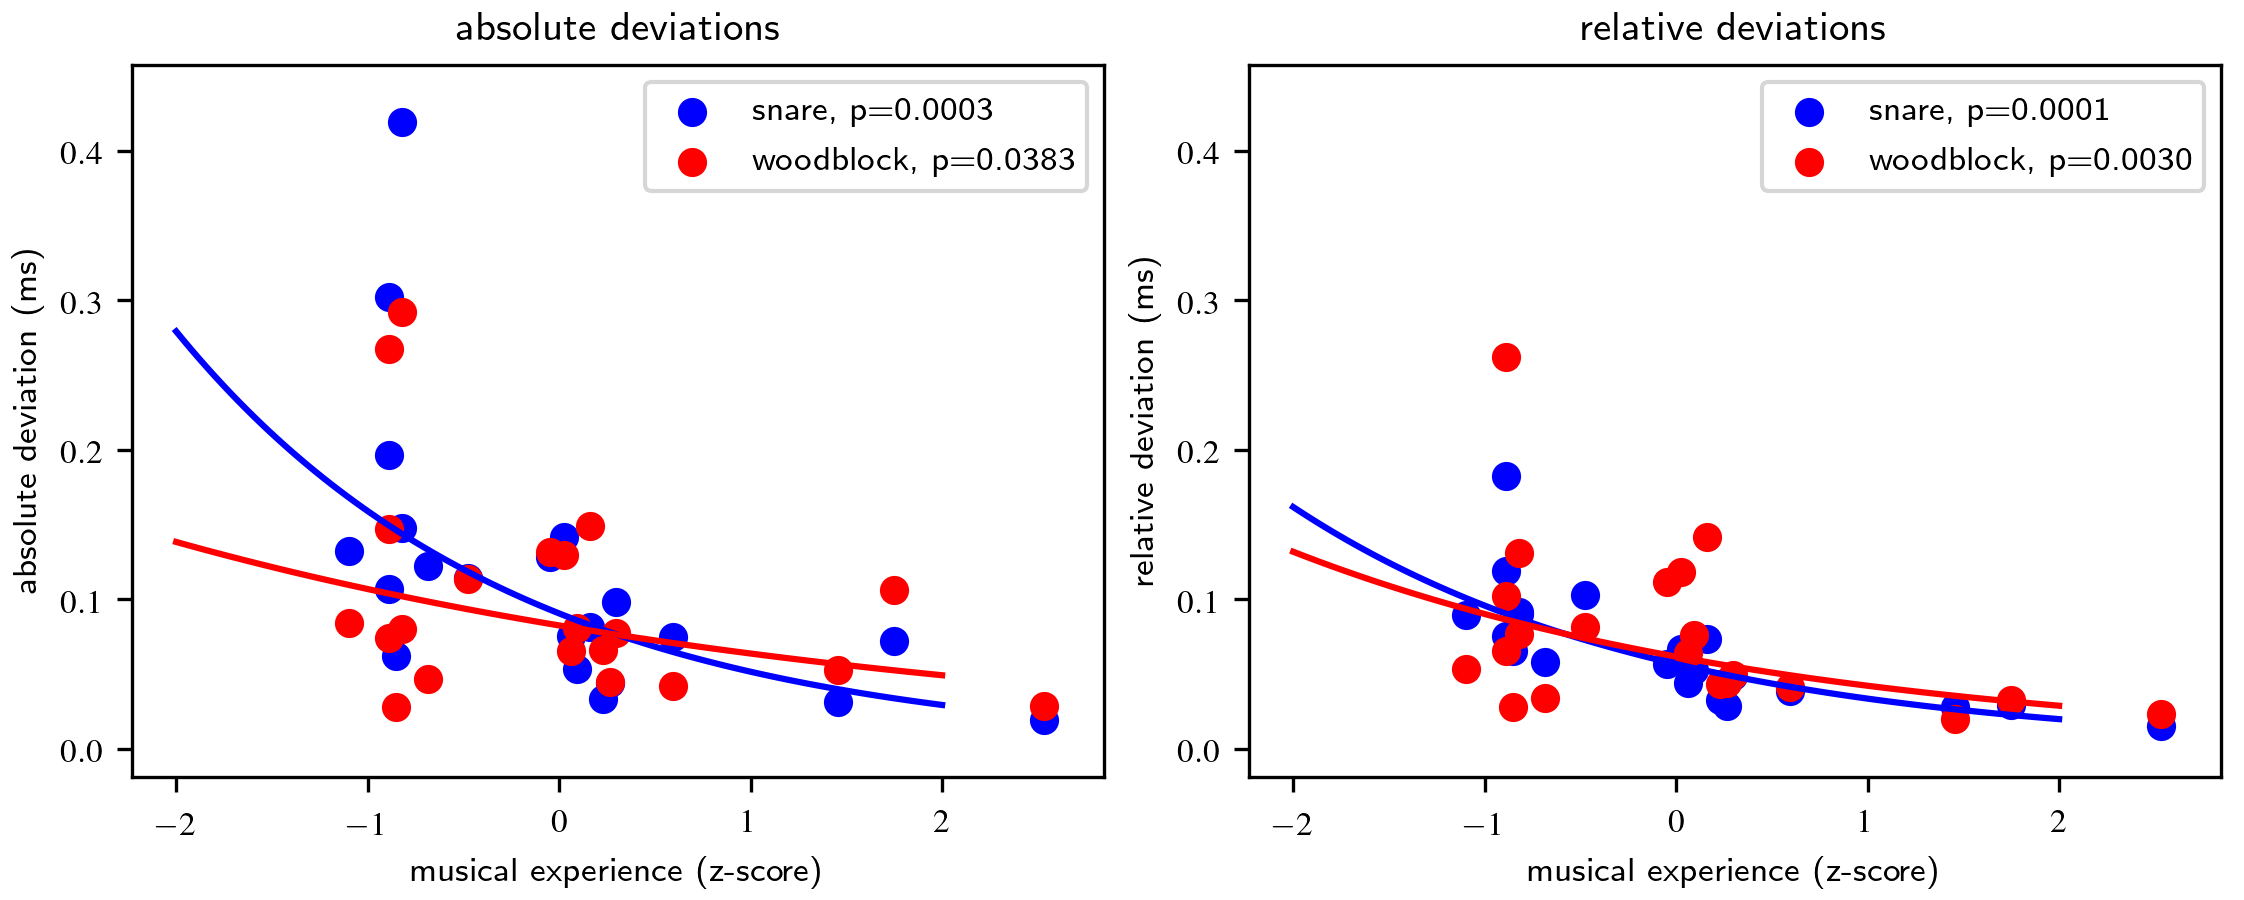 absolute deviations
snare, p=0.0003
woodblock, p=0.0383
absolute deviation (ms)
0.4
0.3
0.2
0.1
0.0
−2 −1 0 1 2
musical experience (z-score)
relative deviations
snare, p=0.0001
woodblock, p=0.0030
relative deviation (ms)
0.4
0.3
0.2
0.1
0.0
−2 −1 0 1 2
musical experience (z-score)